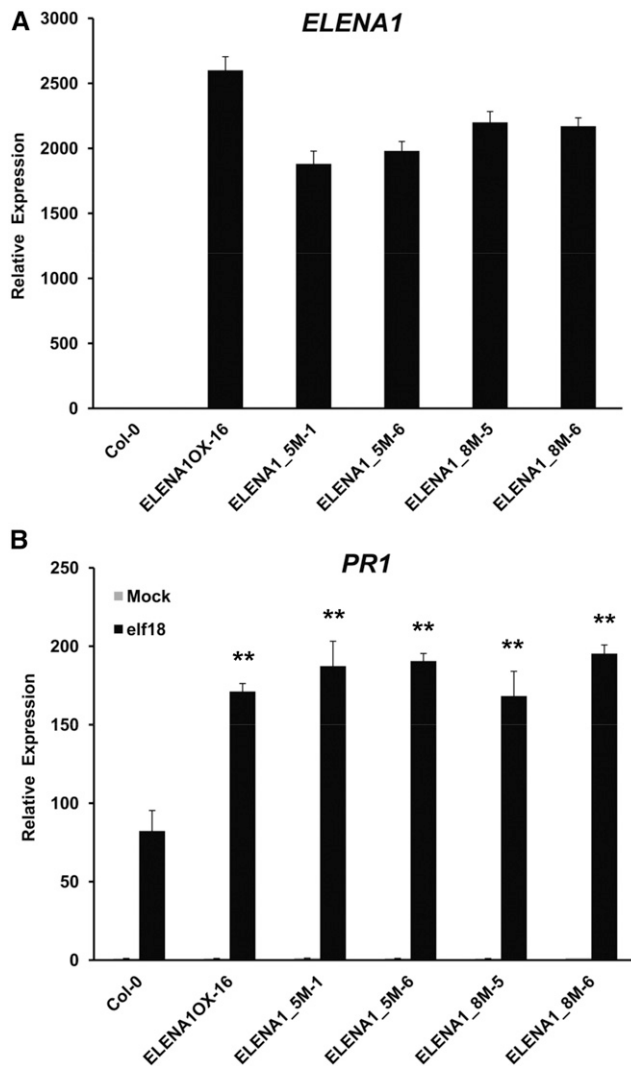 A
ELENA1
Relative Expression
3000
2500
2000
1500
1000
500
0
Col-0
ELENA1OX-16
ELENA1_5M-1
ELENA1_5M-6
ELENA1_8M-5
ELENA1_8M-6
B
PR1
Relative Expression
250
200
150
100
50
0
Mock
elf18
**
**
**
**
**
Col-0
ELENA1OX-16
ELENA1_5M-1
ELENA1_5M-6
ELENA1_8M-5
ELENA1_8M-6